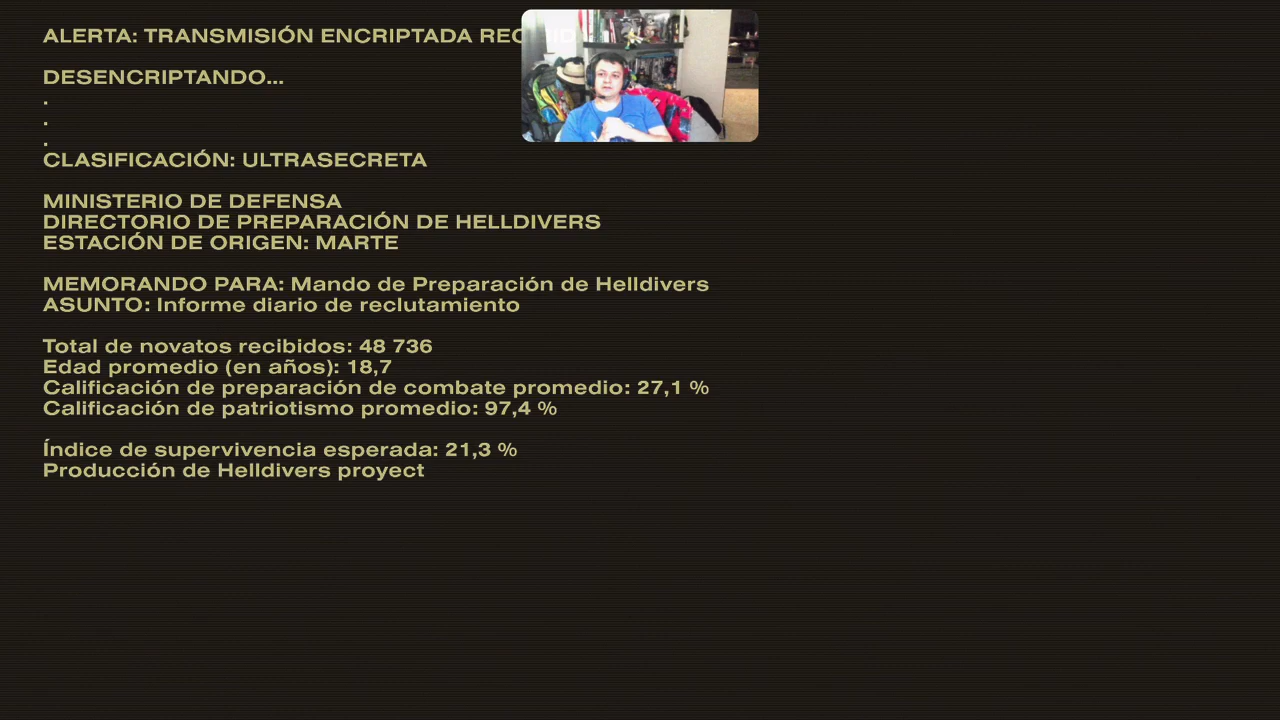 ALERTA: TRANSMISIÓN ENCRIPTADA
DESENCRIPTANDO...
.
.
.
CLASIFICACIÓN: ULTRASECRETA
MINISTERIO DE DEFENSA
DIRECTORIO DE PREPARACIÓN DE HELLDIVERS
ESTACIÓN DE ORIGEN: MARTE
MEMORANDO PARA: Mando de Preparación de Helldivers
ASUNTO: Informe diario de reclutamiento
Total de novatos recibidos: 48 736
Edad promedio (en años): 18,7
Calificación de preparación de combate promedio: 27,1 %
Calificación de patriotismo promedio: 97,4 %
Índice de supervivencia esperada: 21,3 %
Producción de Helldivers proyect